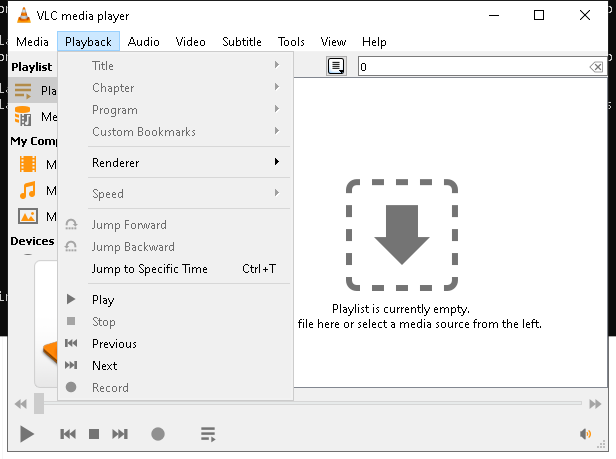 VLC media player
Media Playback Audio Video Subtitle Tools View Help
Playlist
0
Title
Chapter
Program
Custom Bookmarks
My Comp
Renderer
Speed
Devices
Jump Forward
Jump Backward
Jump to Specific Time Ctrl+T
Play
Stop
Previous
Next
Record
Playlist is currently empty.
file here or select a media source from the left.